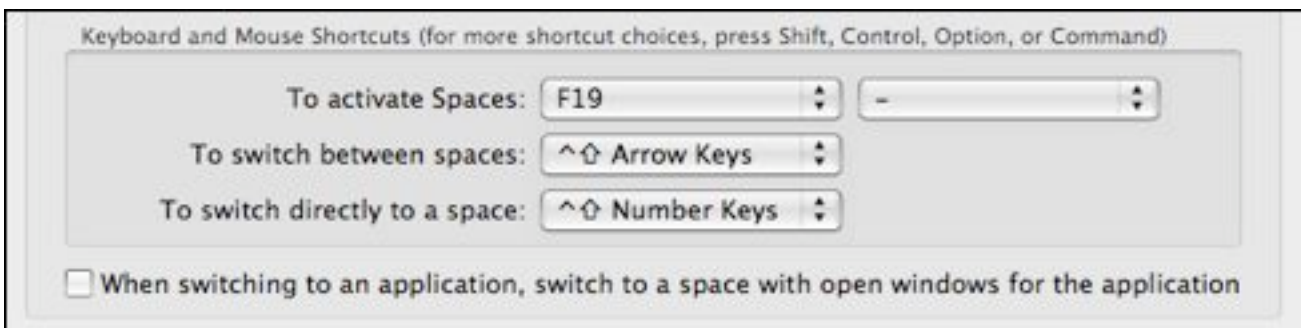 Keyboard and Mouse Shortcuts (for more shortcut choices, press Shift, Control, Option, or Command)
To activate Spaces: F19 –
To switch between spaces: ^⇧ Arrow Keys
To switch directly to a space: ^⇧ Number Keys
When switching to an application, switch to a space with open windows for the application